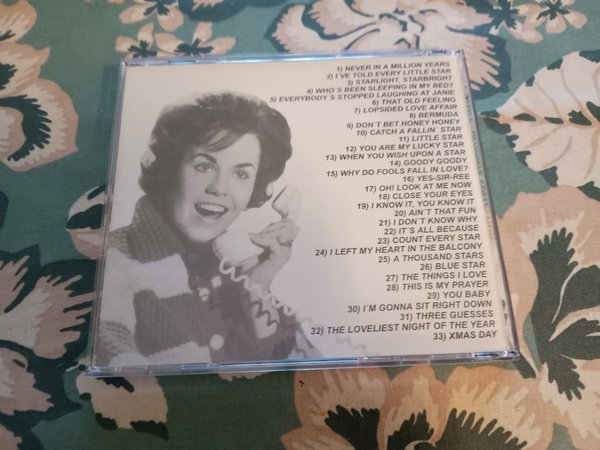 1) NEVER IN A MILLION YEARS
2) I´VE TOLD EVERY LITTLE STAR
3) STARLIGHT, STARBRIGHT
4) WHO´S BEEN SLEEPING IN MY BED?
5) EVERYBODY´S STOPPED LAUGHING AT JANE
6) THAT OLD FEELING
7) LOPSIDED LOVE AFFAIR
8) BERMUDA
9) DON´T BET HONEY HONEY
10) CATCH A FALLIN´ STAR
11) LITTLE STAR
12) YOU ARE MY LUCKY STAR
13) WHEN YOU WISH UPON A STAR
14) GOODY GOODY
15) WHY DO FOOLS FALL IN LOVE?
16) YES-SIR-REE
17) OH! LOOK AT ME NOW
18) CLOSE YOUR EYES
19) I KNOW IT, YOU KNOW IT
20) AIN´T THAT FUN
21) I DON´T KNOW WHY
22) IT´S ALL BECAUSE
23) COUNT EVERY STAR
24) I LEFT MY HEART IN THE BALCONY
25) A THOUSAND STARS
26) BLUE STAR
27) THE THINGS I LOVE
28) THIS IS MY PRAYER
29) YOU BABY
30) I´M GONNA SIT RIGHT DOWN
31) THREE GUESSES
32) THE LOVELIEST NIGHT OF THE YEAR
33) XMAS DAY